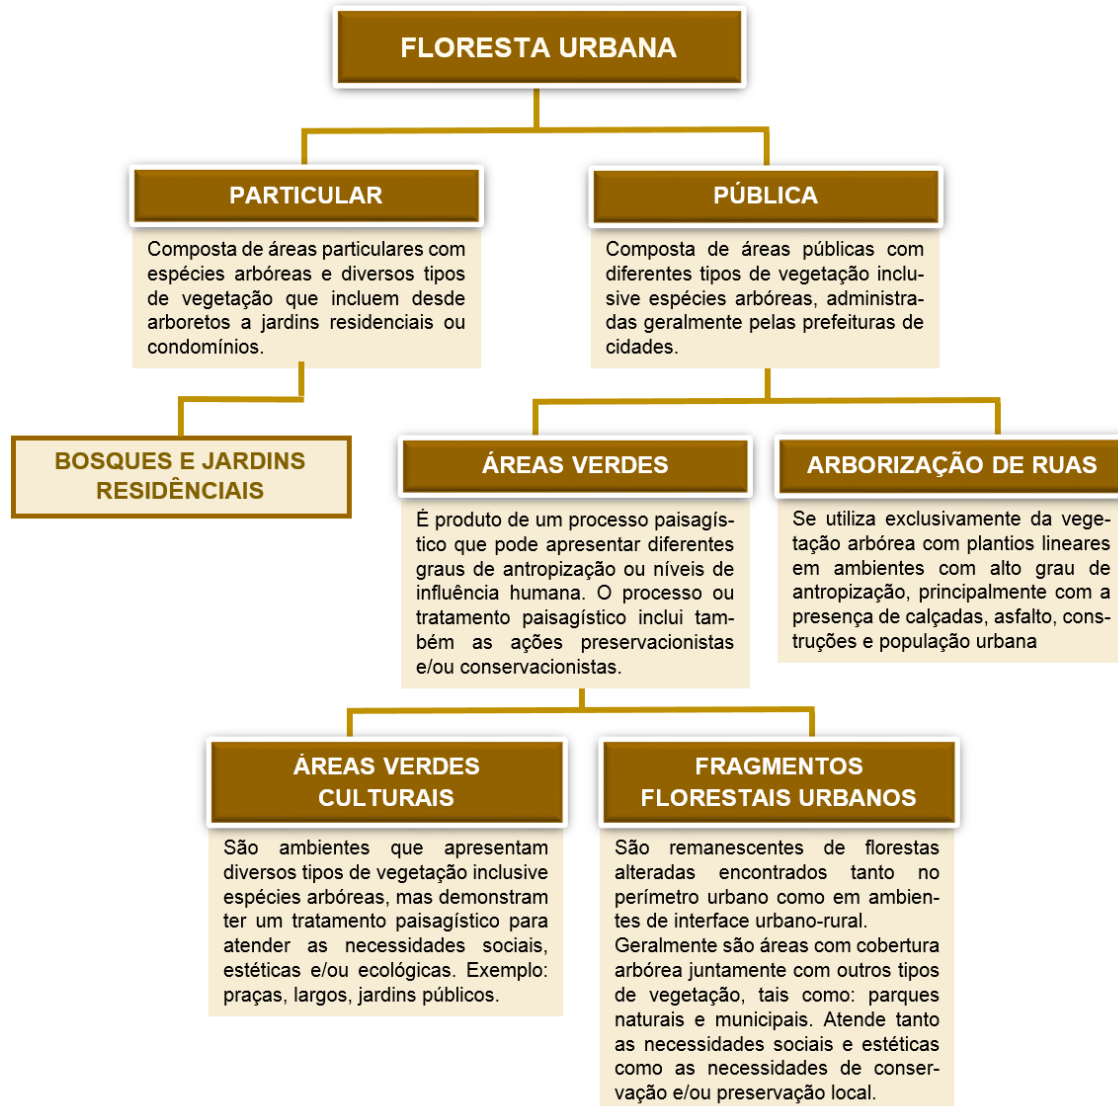 FLORESTA URBANA
PARTICULAR
Composta de áreas particulares com
espécies arbóreas e diversos tipos
de vegetação que incluem desde
arboretos a jardins residenciais ou
condomínios.
PÚBLICA
Composta de áreas públicas com
diferentes tipos de vegetação inclu-
sive espécies arbóreas, administra-
das geralmente pelas prefeituras de
cidades.
BOSQUES E JARDINS
RESIDÊNCIAIS
ÁREAS VERDES
É produto de um processo paisagís-
tico que pode apresentar diferentes
graus de antropização ou níveis de
influência humana. O processo ou
tratamento paisagístico inclui tam-
bém as ações preservacionistas
e/ou conservacionistas.
ARBORIZAÇÃO DE RUAS
Se utiliza exclusivamente da vege-
tação arbórea com plantios lineares
em ambientes com alto grau de
antropização, principalmente com a
presença de calçadas, asfalto, cons-
truções e população urbana
ÁREAS VERDES
CULTURAIS
São ambientes que apresentam
diversos tipos de vegetação inclusive
espécies arbóreas, mas demonstram
ter um tratamento paisagístico para
atender as necessidades sociais,
estéticas e/ou ecológicas. Exemplo:
praças, largos, jardins públicos.
FRAGMENTOS
FLORESTAIS URBANOS
São remanescentes de florestas
alteradas encontrados tanto no
perímetro urbano como em ambien-
tes de interface urbano-rural.
Geralmente são áreas com cobertura
arbórea juntamente com outros tipos
de vegetação, tais como: parques
naturais e municipais. Atende tanto
as necessidades sociais e estéticas
como as necessidades de conser-
vação e/ou preservação local.